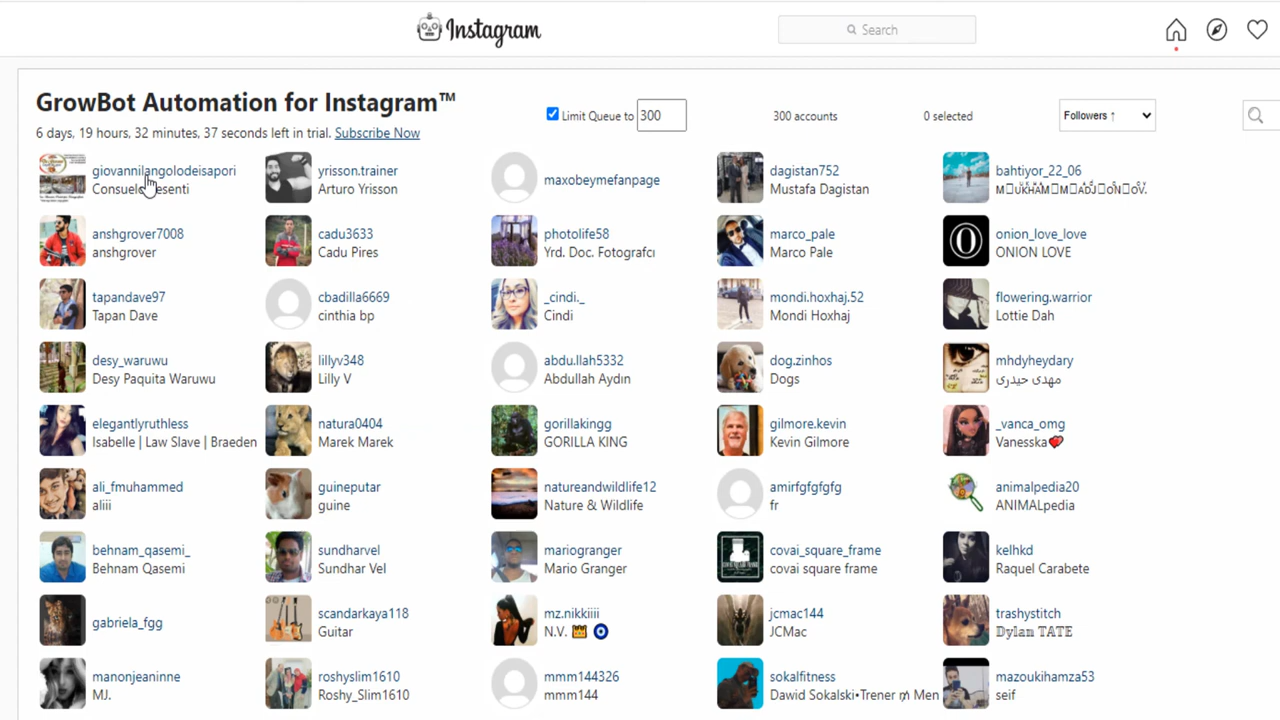 Instagram
Search
GrowBot Automation for Instagram™
6 days, 19 hours, 32 minutes, 37 seconds left in trial. Subscribe Now
Limit Queue to 300
300 accounts
0 selected
Followers ↑
giovannilangolodeisapori
yrisson.trainer
Arturo Yrisson
maxobeymefanpage
dagistan752
Mustafa Dagistan
bahtiyor_22_06
anshgrover7008
anshgrover
cadu3633
Cadu Pires
photolife58
Yrd. Doc. Fotografcı
marco_pale
Marco Pale
onion_love_love
ONION LOVE
tapandave97
Tapan Dave
cbadilla6669
cinthia bp
_cindi._
Cindi
mondi.hoxhaj.52
Mondi Hoxhaj
flowering.warrior
Lottie Dah
desy_waruwu
Desy Paquita Waruwu
lillyv348
Lilly V
abdu.llah5332
Abdullah Aydın
dog.zinhos
Dogs
mhdyheydary
مهدی حیدری
elegantlyruthless
Isabelle | Law Slave | Braeden
natura0404
Marek Marek
gorillakingg
GORILLA KING
gilmore.kevin
Kevin Gilmore
_vanca_omg
Vanesska❤️
ali_fmuhammed
aliii
guineputar
guine
natureandwildlife12
Nature & Wildlife
amirfgfgfgfg
fr
animalpedia20
ANIMALpedia
behnam_qasemi_
Behnam Qasemi
sundharvel
Sundhar Vel
mariogranger
Mario Granger
covai_square_frame
covai square frame
kelhkd
Raquel Carabete
gabriela_fgg
scandarkaya118
Guitar
mz.nikkiiii
N.V. 👑 🧿
jcmac144
JCMac
trashystitch
𝔻𝕪𝕝𝕒𝕟 𝕋𝔸𝕋𝔼
manonjeaninne
MJ.
roshyslim1610
Roshy_Slim1610
mmm144326
mmm144
sokalfitness
Dawid Sokalski•Trener Men
mazoukihamza53
seif